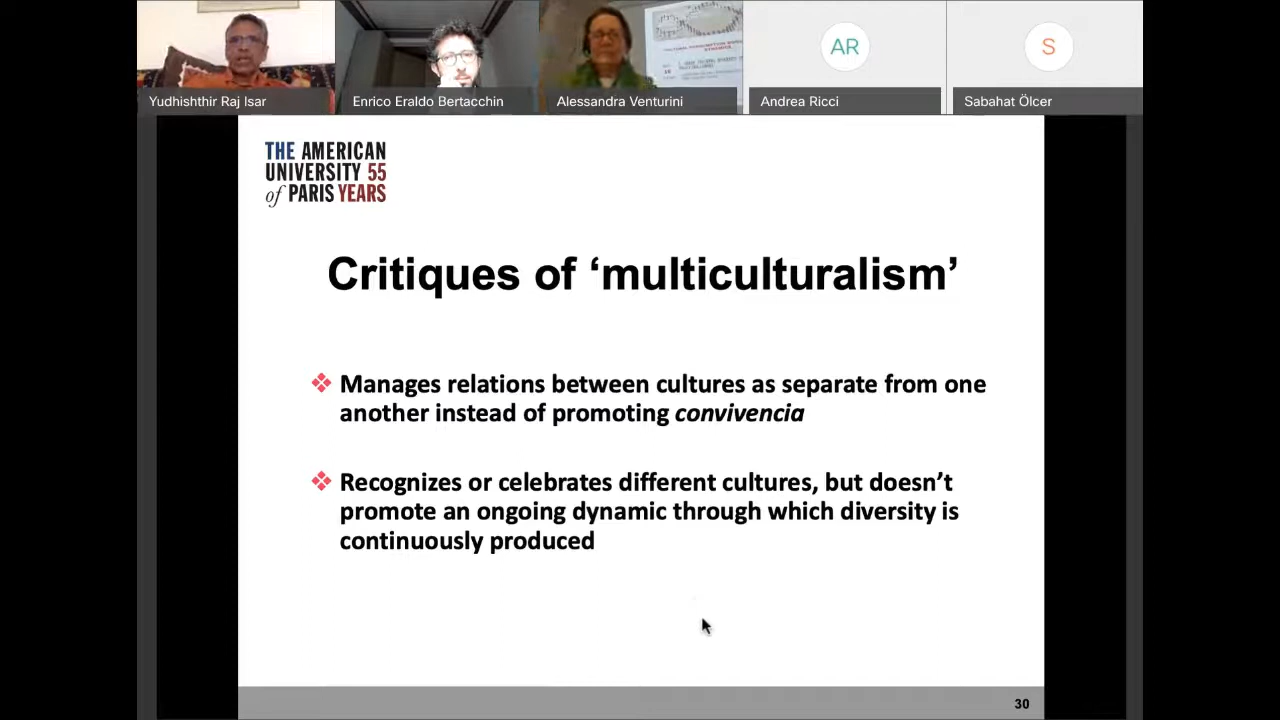 Yudhishthir Raj Isar
Enrico Eraldo Bertacchin
Alessandra Venturini
AR
Andrea Ricci
S
Sabahat Ölcer
THE AMERICAN
UNIVERSITY 55
of PARIS YEARS
Critiques of ‘multiculturalism’
Manages relations between cultures as separate from one
another instead of promoting convivencia
Recognizes or celebrates different cultures, but doesn’t
promote an ongoing dynamic through which diversity is
continuously produced
30